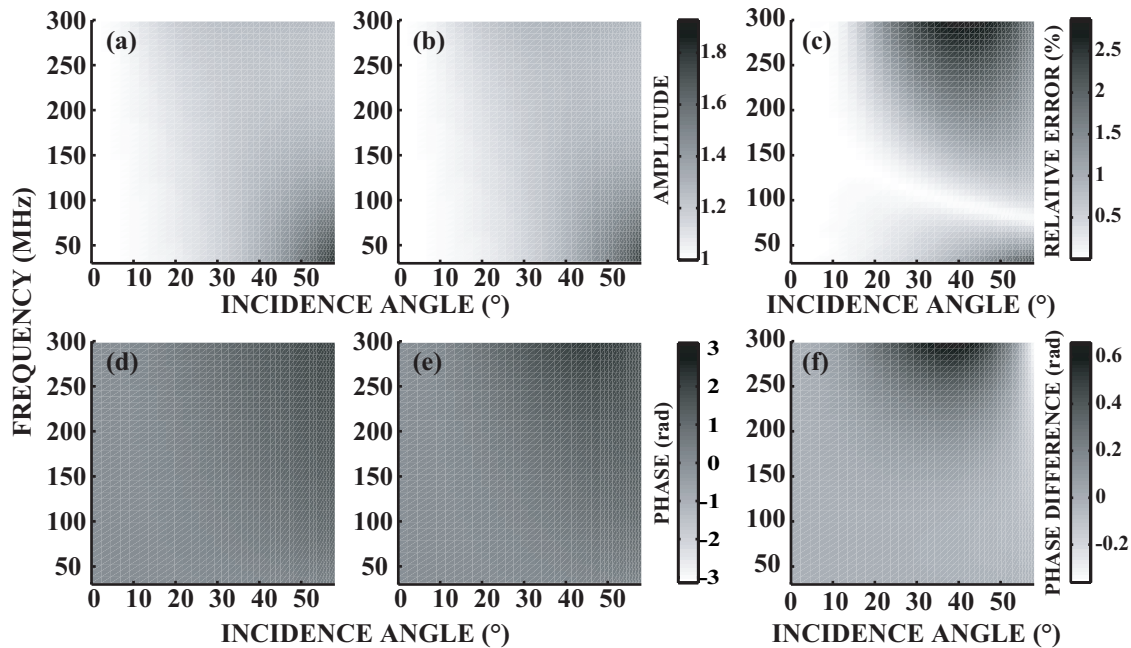 FREQUENCY (MHz)
(a)
300
250
200
150
100
50
0 10 20 30 40 50
INCIDENCE ANGLE (°)
(b)
0 10 20 30 40 50
INCIDENCE ANGLE (°)
AMPLITUDE
1.8
1.6
1.4
1.2
1
(c)
300
250
200
150
100
50
0 10 20 30 40 50
INCIDENCE ANGLE (°)
RELATIVE ERROR (%)
2.5
2
1.5
1
0.5
(d)
300
250
200
150
100
50
0 10 20 30 40 50
INCIDENCE ANGLE (°)
(e)
300
250
200
150
100
50
0 10 20 30 40 50
INCIDENCE ANGLE (°)
PHASE (rad)
3
2
1
0
-1
-2
-3
(f)
300
250
200
150
100
50
0 10 20 30 40 50
INCIDENCE ANGLE (°)
PHASE DIFFERENCE (rad)
0.6
0.4
0.2
0
-0.2